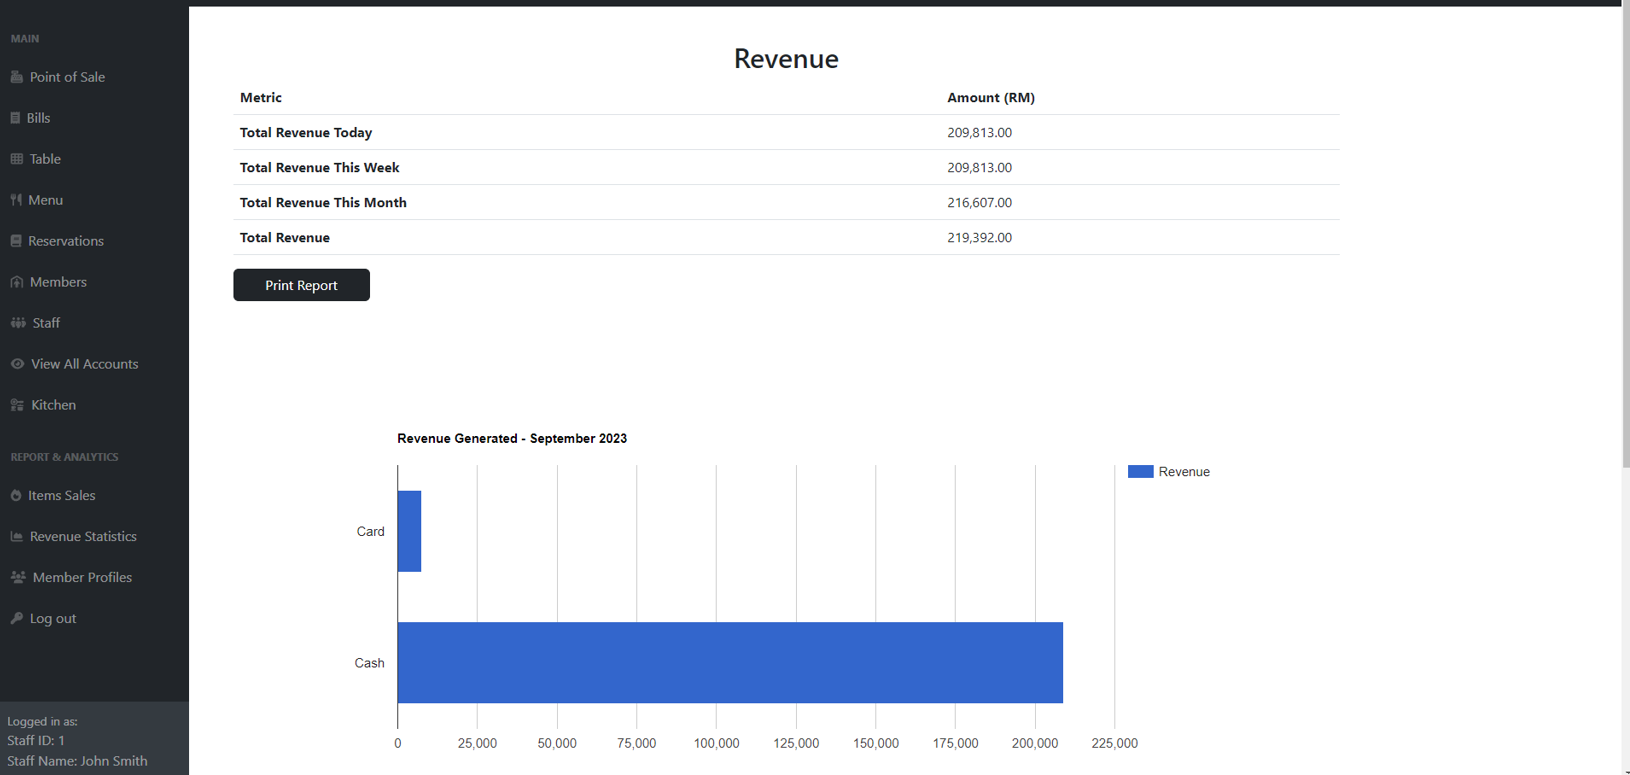 MAIN
Point of Sale
Bills
Table
Menu
Reservations
Members
Staff
View All Accounts
Kitchen
REPORT & ANALYTICS
Items Sales
Revenue Statistics
Member Profiles
Log out
Logged in as:
Staff ID: 1
Staff Name: John Smith
Revenue
Metric Amount (RM)
Total Revenue Today 209,813.00
Total Revenue This Week 209,813.00
Total Revenue This Month 216,607.00
Total Revenue 219,392.00
Print Report
Revenue Generated - September 2023
Revenue
Card
Cash
0 25,000 50,000 75,000 100,000 125,000 150,000 175,000 200,000 225,000